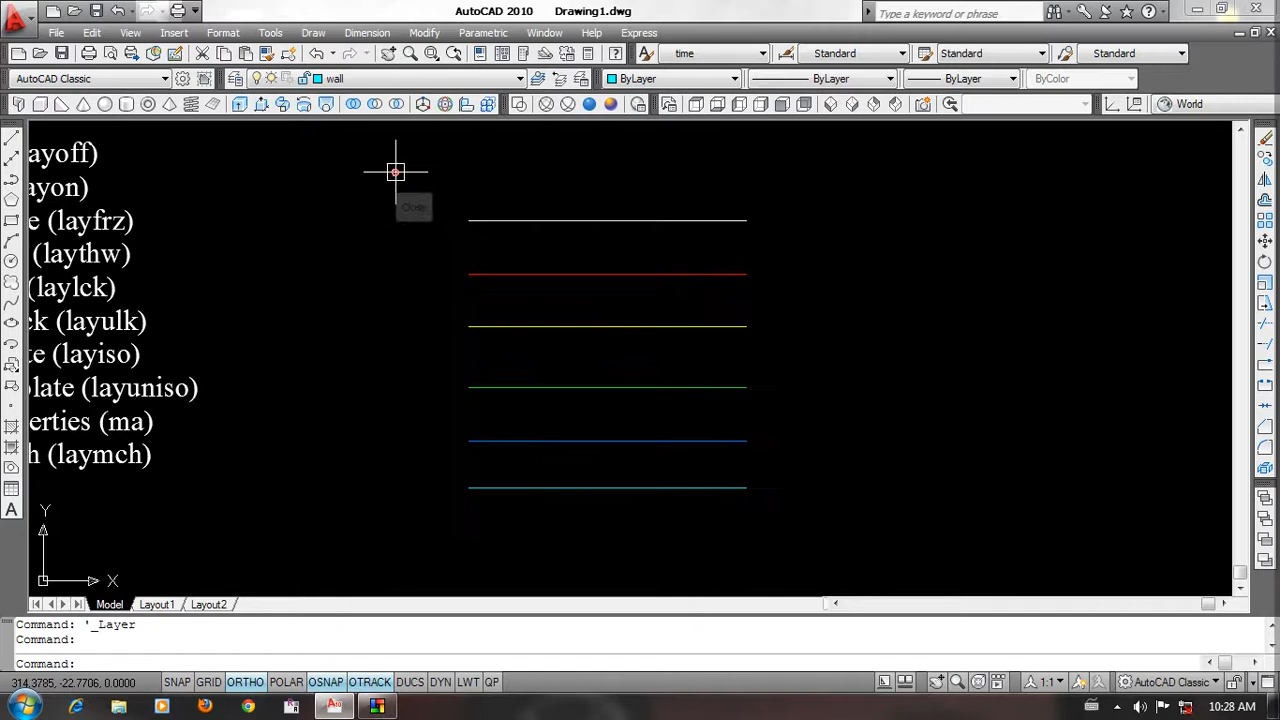 AutoCAD 2010 Drawing1.dwg
Type a keyword or phrase
File Edit View Insert Format Tools Draw Dimension Modify Parametric Window Help Express
time Standard Standard Standard
AutoCAD Classic wall ByLayer ByLayer ByLayer ByColor
World
ayoff)
ayon)
e (layfrz)
(laythw)
(laylck)
ck (layulk)
te (layiso)
olate (layuniso)
erties (ma)
h (laymch)
Close
A
Y
X
Model Layout1 Layout2
Command: '_Layer
Command:
Command:
314.3785, -22.7706, 0.0000 SNAP GRID ORTHO POLAR OSNAP OTRACK DUCS DYN LWT QP 1:1 AutoCAD Classic
10:28 AM